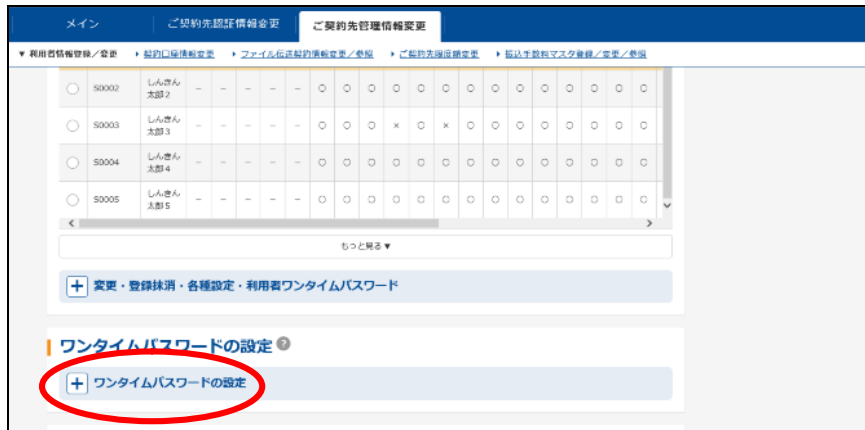 メイン ご契約先認証情報変更 ご契約先管理情報変更
▼ 利用者情報登録／変更 ▶ 契約口座情報変更 ▶ ファイル伝送契約情報変更／参照 ▶ ご契約先限度額変更 ▶ 振込手数料マスタ登録／変更／参照
S0002 しんきん太郎2 － － － － － ○ ○ ○ ○ ○ ○ ○ ○ ○ ○ ○ ○ ○ ○
S0003 しんきん太郎3 － － － － － ○ ○ ○ × ○ × ○ ○ ○ ○ ○ ○ ○ ○
S0004 しんきん太郎4 － － － － － ○ ○ ○ ○ ○ ○ ○ ○ ○ ○ ○ ○ ○ ○
S0005 しんきん太郎5 － － － － － ○ ○ ○ ○ ○ ○ ○ ○ ○ ○ ○ ○ ○ ○
もっと見る▼
＋ 変更・登録抹消・各種設定・利用者ワンタイムパスワード
ワンタイムパスワードの設定 ?
＋ ワンタイムパスワードの設定